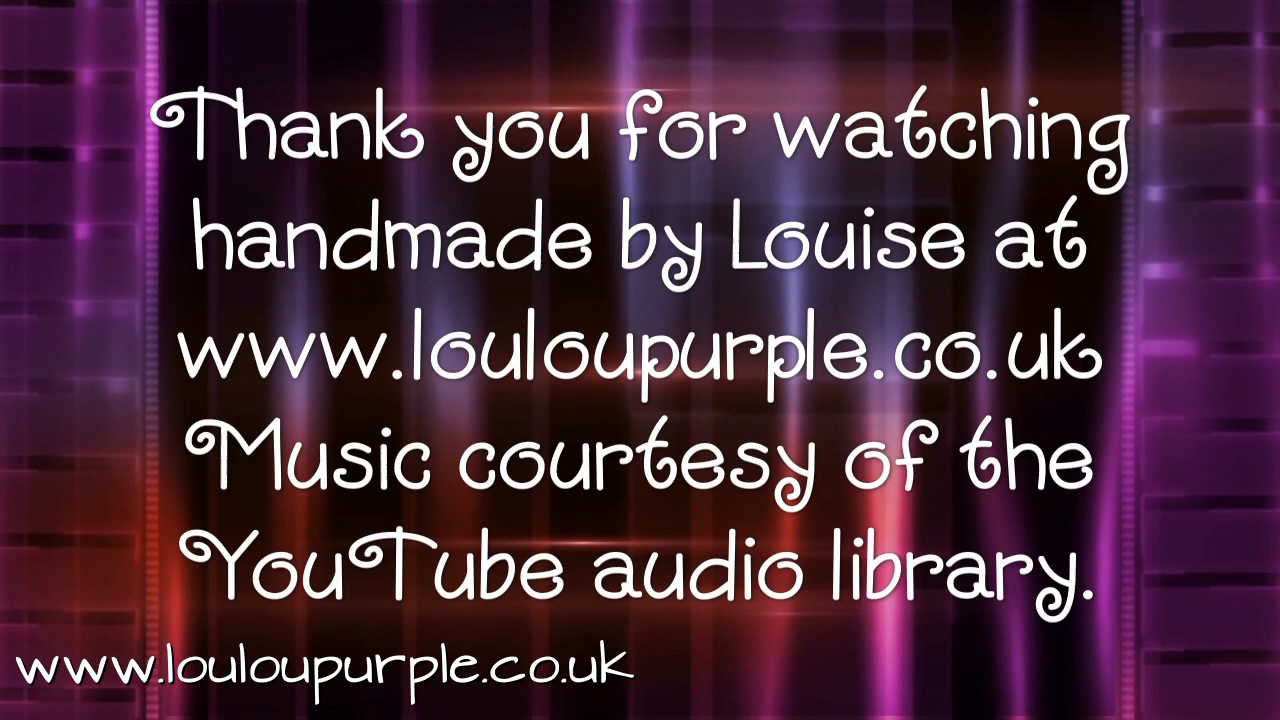 Thank you for watching
handmade by Louise at
www.louloupurple.co.uk
Music courtesy of the
YouTube audio library.
www.louloupurple.co.uk